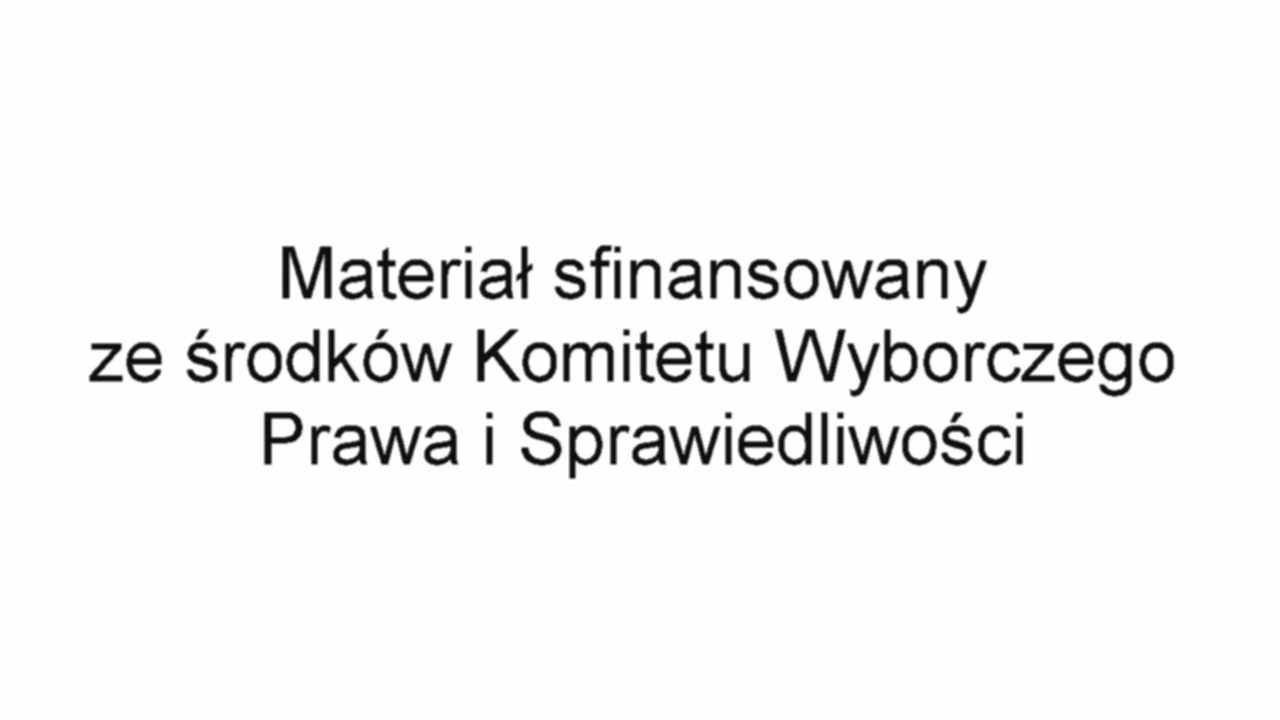 Materiał sfinansowany
ze środków Komitetu Wyborczego
Prawa i Sprawiedliwości